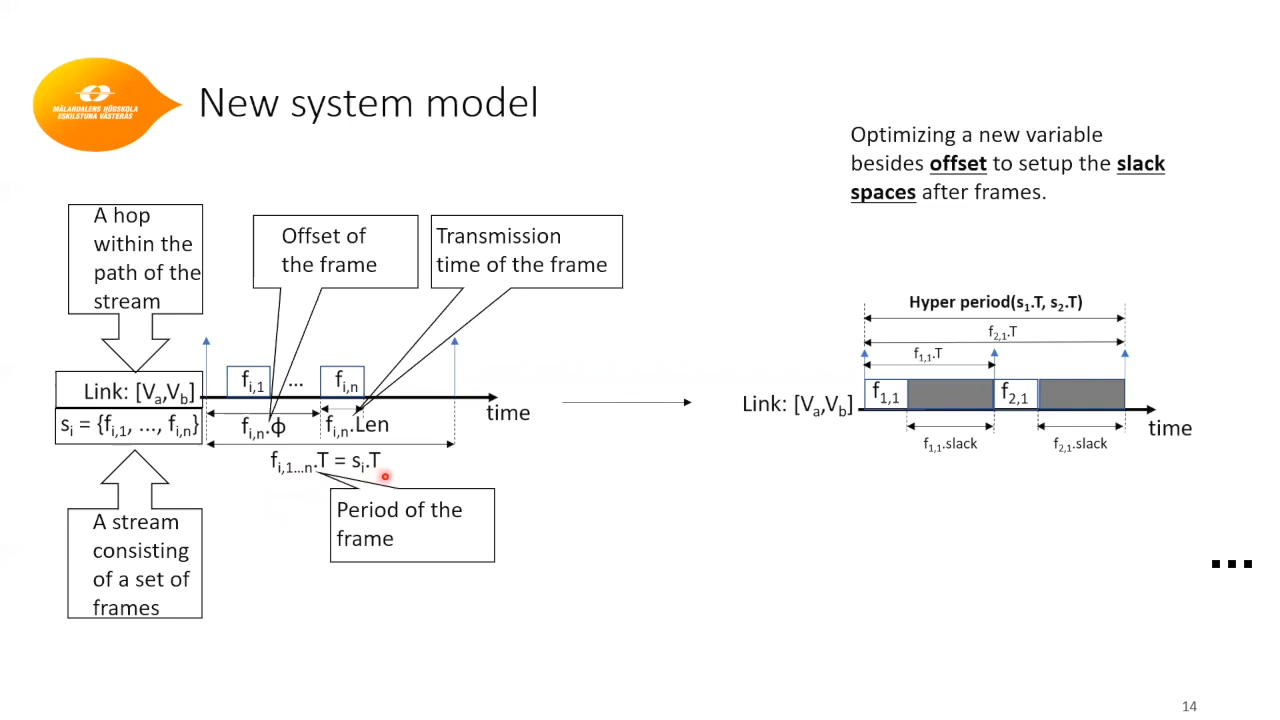 MÄLARDALENS HÖGSKOLA
ESKILSTUNA VÄSTERÅS
New system model
Optimizing a new variable
besides offset to setup the slack
spaces after frames.
A hop
within the
path of the
stream
Offset of
the frame
Transmission
time of the frame
Link: [Vₐ,V_b]
sᵢ = {fᵢ,₁, ..., fᵢ,ₙ}
fᵢ,₁
...
fᵢ,ₙ
time
fᵢ,ₙ.ϕ
fᵢ,ₙ.Len
fᵢ,₁...ₙ.T = sᵢ.T
Period of the
frame
A stream
consisting
of a set of
frames
Hyper period(s₁.T, s₂.T)
f₂,₁.T
f₁,₁.T
Link: [Vₐ,V_b]
f₁,₁
f₂,₁
time
f₁,₁.slack
f₂,₁.slack
...
14